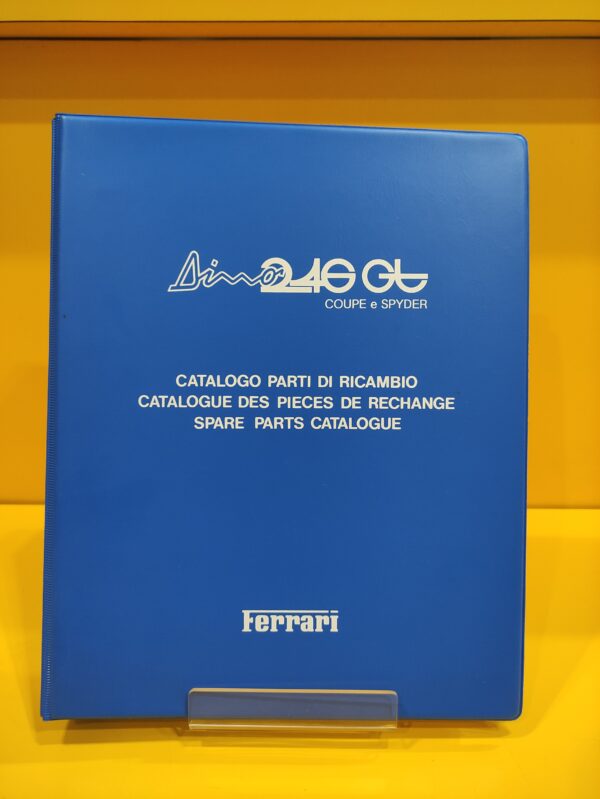 Dino 246 Gt
COUPE e SPYDER
CATALOGO PARTI DI RICAMBIO
CATALOGUE DES PIECES DE RECHANGE
SPARE PARTS CATALOGUE
Ferrari